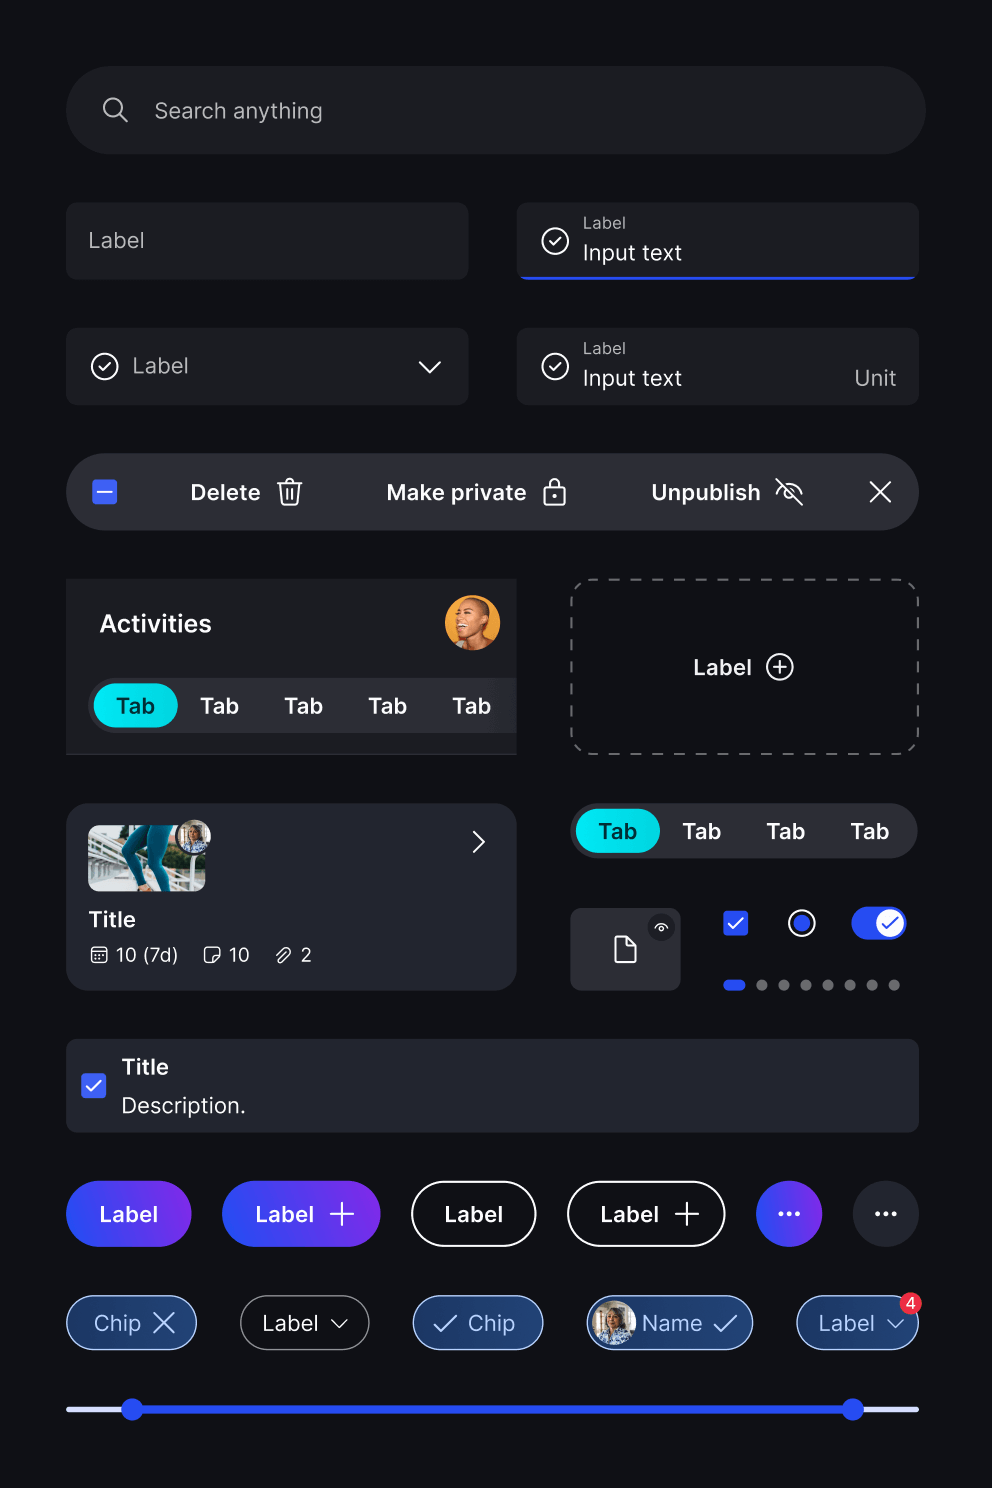 Search anything
Label
Label
Input text
Label
Label
Input text
Unit
Delete
Make private
Unpublish
Activities
Tab Tab Tab Tab Tab
Label
Title
10 (7d) 10 2
Tab Tab Tab Tab
Title
Description.
Label
Label
Label
Label
Chip
Label
Chip
Name
Label
4